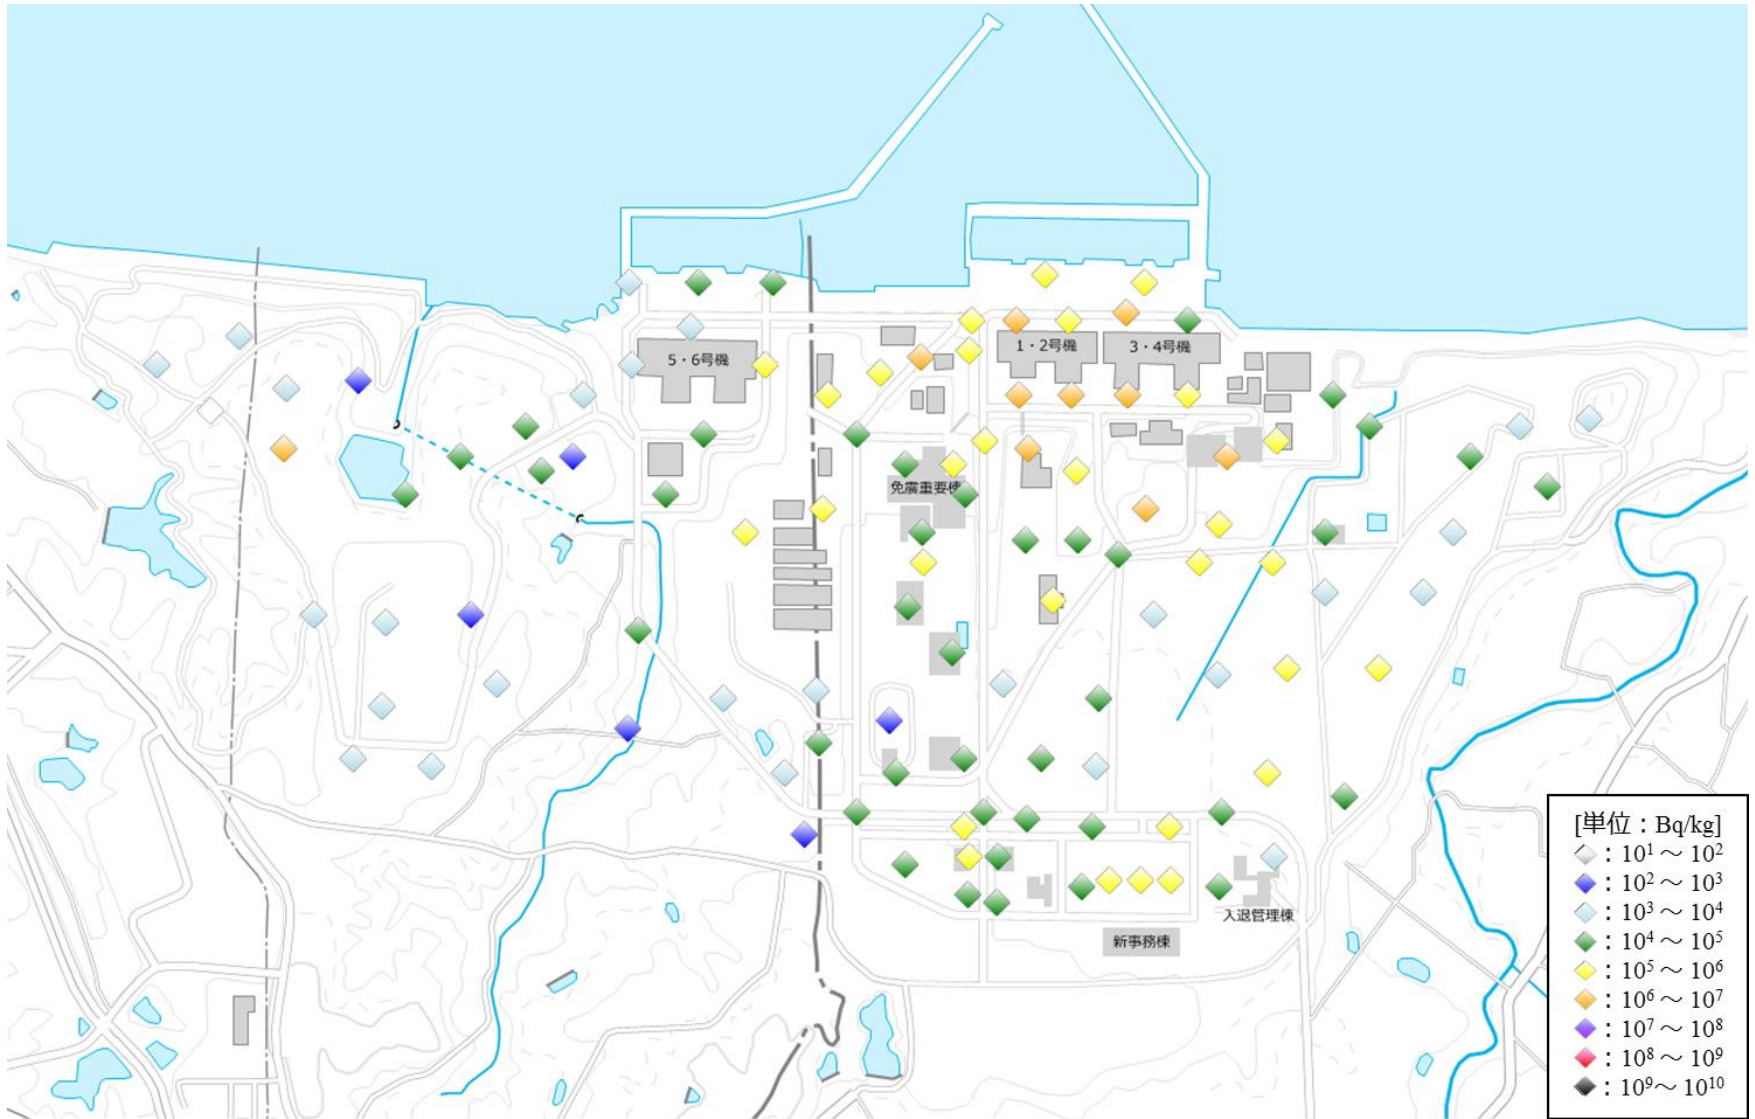 1・2号機
3・4号機
5・6号機
免震重要棟
入退管理棟
新事務棟
[単位：Bq/kg]
：10¹～10²
：10²～10³
：10³～10⁴
：10⁴～10⁵
：10⁵～10⁶
：10⁶～10⁷
：10⁷～10⁸
：10⁸～10⁹
：10⁹～10¹⁰